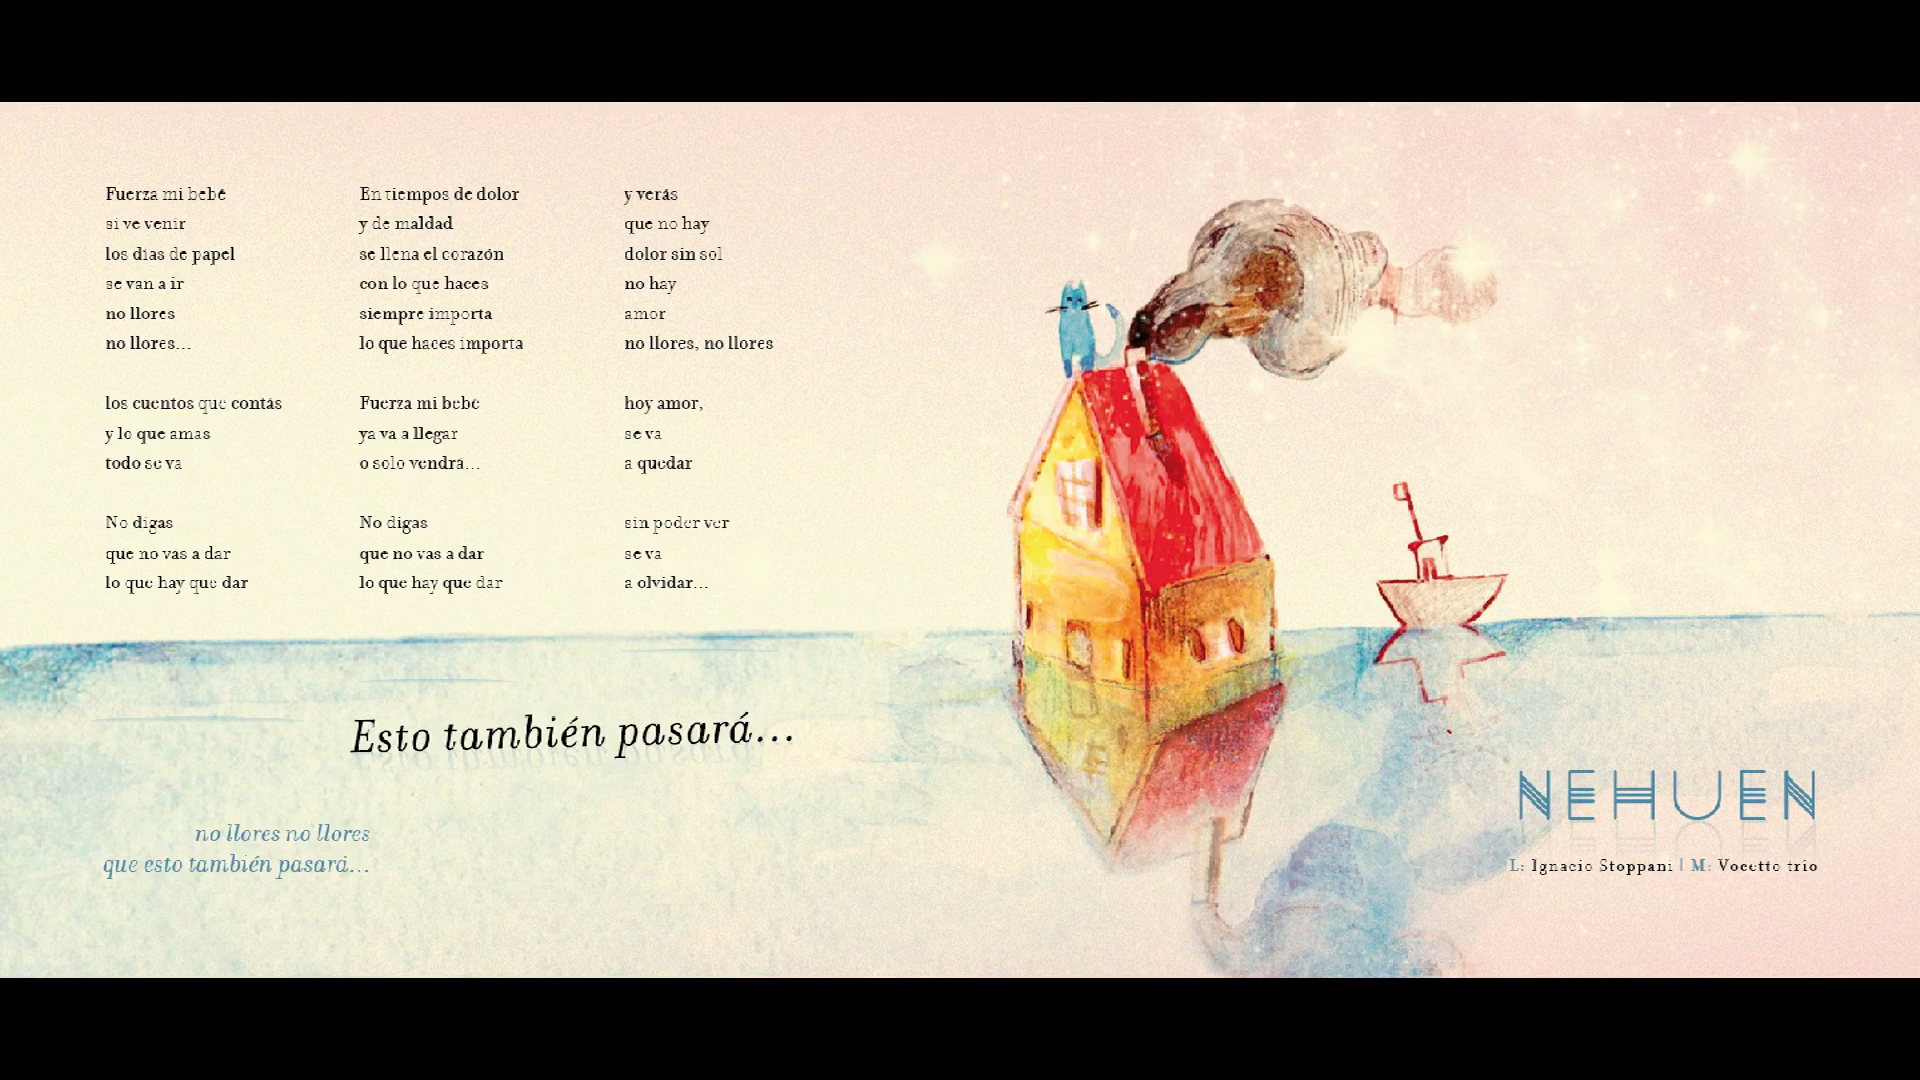 Fuerza mi bebé
si ve venir
los días de papel
se van a ir
no llores
no llores...
los cuentos que contás
y lo que amas
todo se va
No digas
que no vas a dar
lo que hay que dar
En tiempos de dolor
y de maldad
se llena el corazón
con lo que haces
siempre importa
lo que haces importa
Fuerza mi bebé
ya va a llegar
o solo vendrá...
No digas
que no vas a dar
lo que hay que dar
y verás
que no hay
dolor sin sol
no hay
amor
no llores, no llores
hoy amor,
se va
a quedar
sin poder ver
se va
a olvidar...
Esto también pasará...
no llores no llores
que esto también pasará...
NEHUEN
L: Ignacio Stoppani | M: Vocetto trío